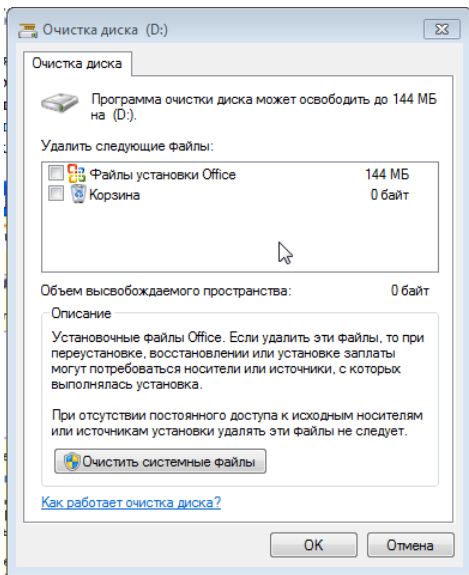 Очистка диска (D:)
Очистка диска
Программа очистки диска может освободить до 144 МБ
на (D:).
Удалить следующие файлы:
Файлы установки Office 144 МБ
Корзина 0 байт
Объем высвобождаемого пространства: 0 байт
Описание
Установочные файлы Office. Если удалить эти файлы, то при
переустановке, восстановлении или установке заплаты
могут потребоваться носители или источники, с которых
выполнялась установка.
При отсутствии постоянного доступа к исходным носителям
или источникам установки удалять эти файлы не следует.
Очистить системные файлы
Как работает очистка диска?
OK Отмена